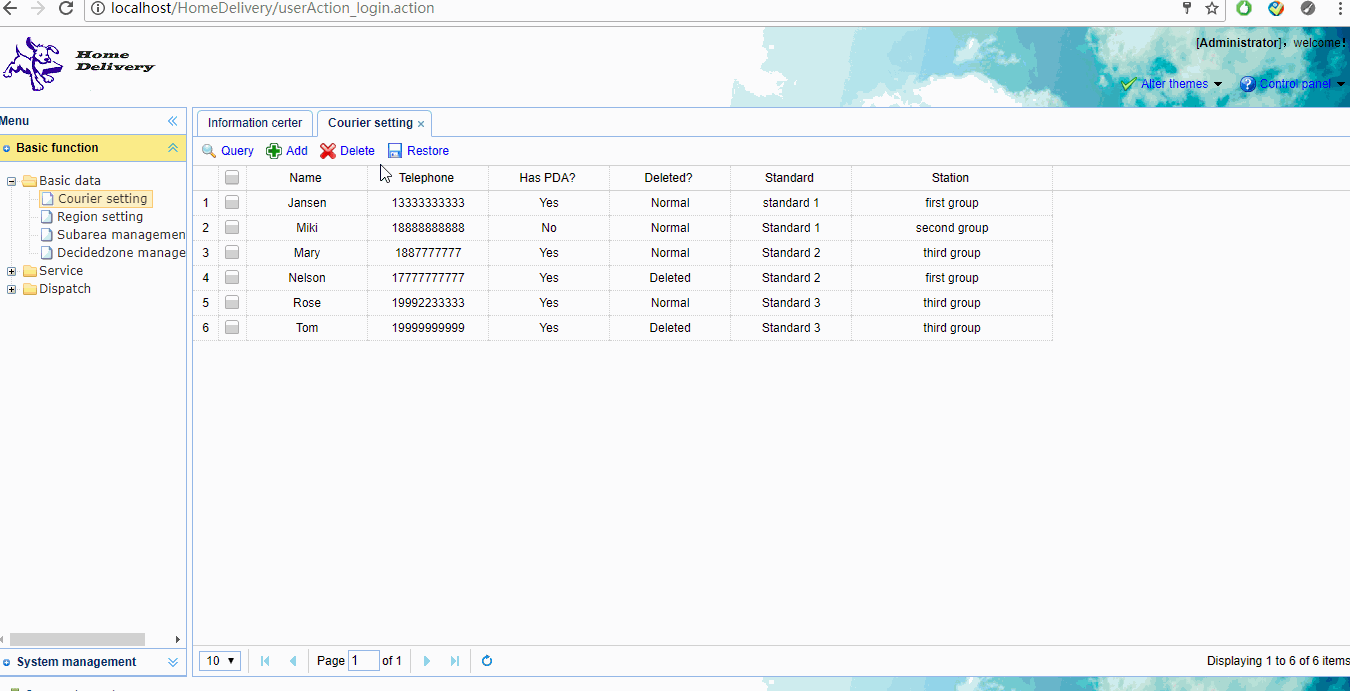 localhost/HomeDelivery/userAction_login.action
Home
Delivery
[Administrator], welcome!
Alter themes
Control panel
Menu
Basic function
Basic data
Courier setting
Region setting
Subarea managemen
Decidedzone manage
Service
Dispatch
System management
Information certer
Courier setting
Query Add Delete Restore
Name Telephone Has PDA? Deleted? Standard Station
1 Jansen 13333333333 Yes Normal standard 1 first group
2 Miki 18888888888 No Normal Standard 1 second group
3 Mary 1887777777 Yes Normal Standard 2 third group
4 Nelson 17777777777 Yes Deleted Standard 2 first group
5 Rose 19992233333 Yes Normal Standard 3 third group
6 Tom 19999999999 Yes Deleted Standard 3 third group
10 Page 1 of 1 Displaying 1 to 6 of 6 items